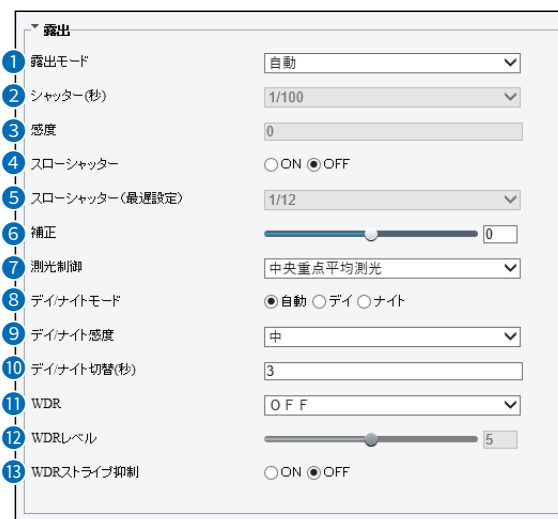 露出
1 露出モード 自動
2 シャッター(秒) 1/100
3 感度 0
4 スローシャッター ON OFF
5 スローシャッター(最遅設定) 1/12
6 補正 0
7 測光制御 中央重点平均測光
8 デイ/ナイトモード 自動 デイ ナイト
9 デイ/ナイト感度 中
10 デイ/ナイト切替(秒) 3
11 WDR OFF
12 WDRレベル 5
13 WDRストライプ抑制 ON OFF